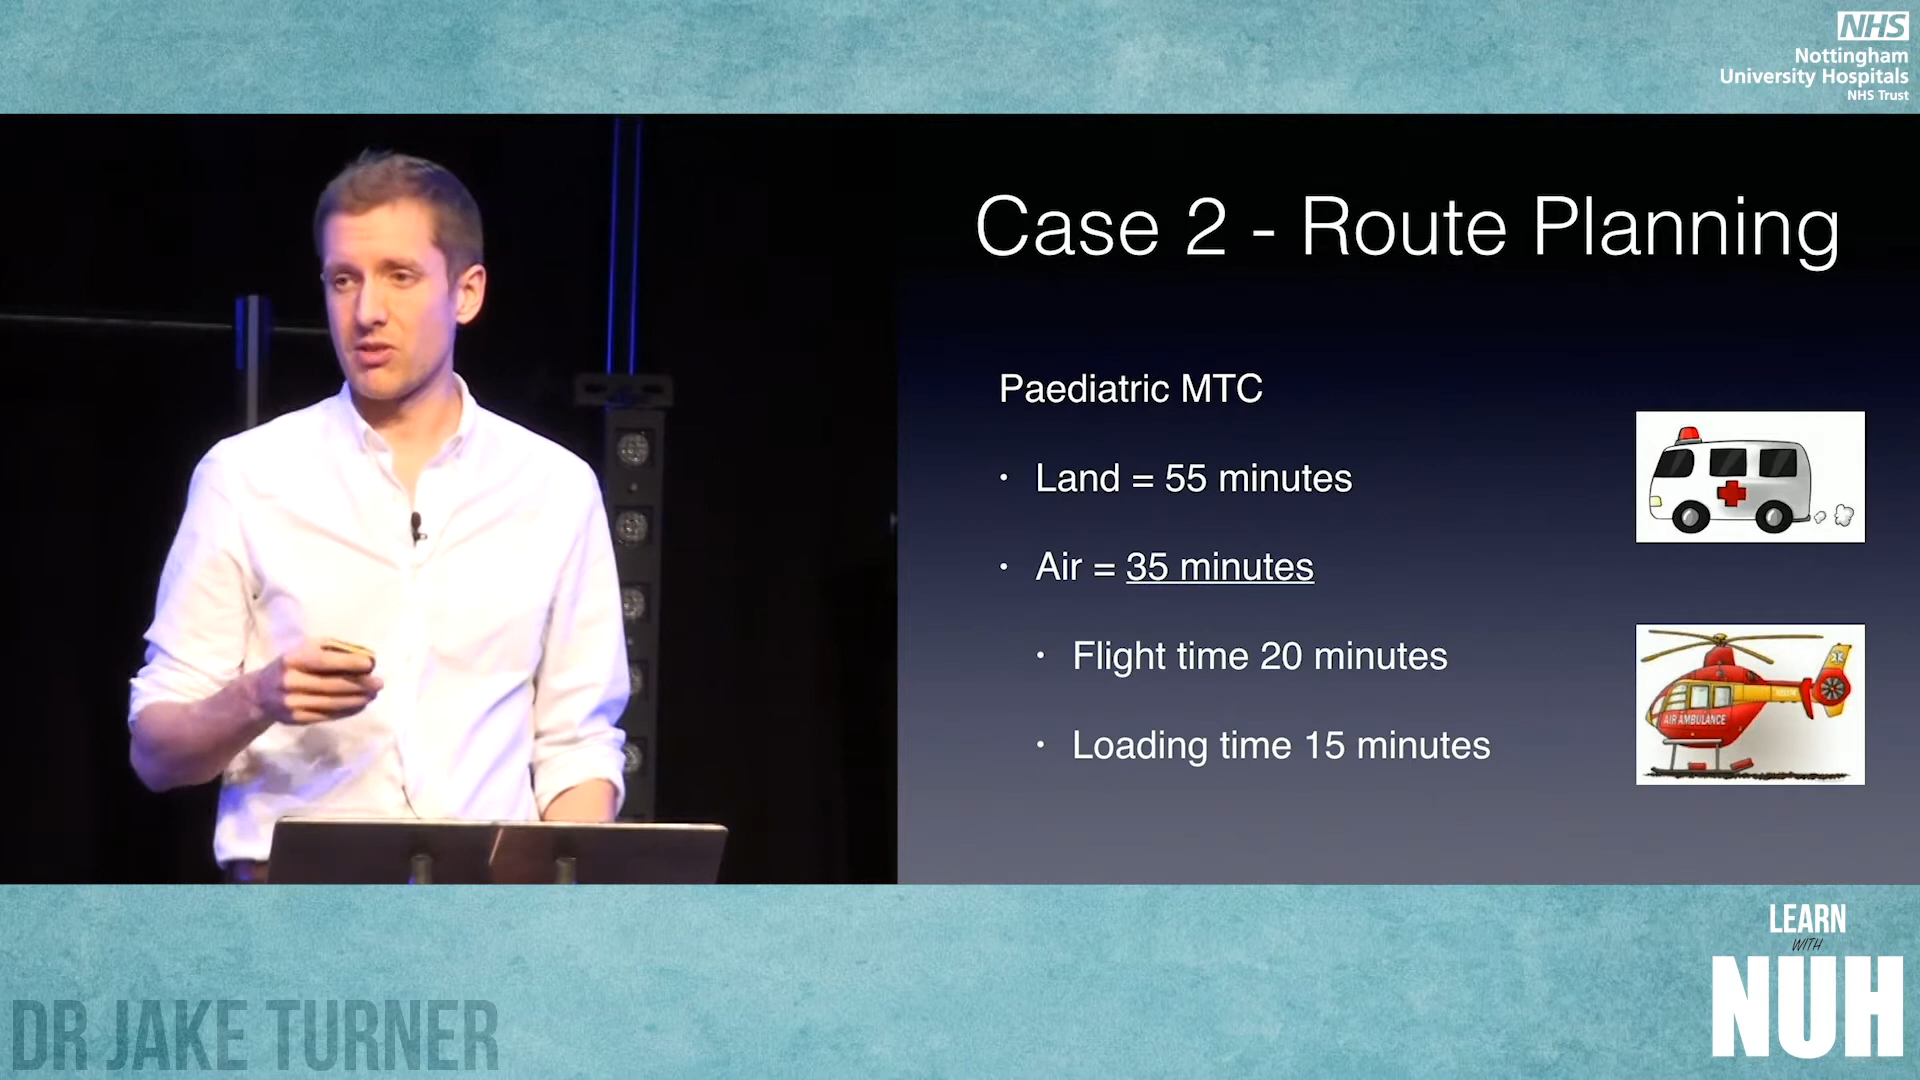 NHS
Nottingham
University Hospitals
NHS Trust
Case 2 - Route Planning
Paediatric MTC
• Land = 55 minutes
• Air = 35 minutes
• Flight time 20 minutes
• Loading time 15 minutes
AIR AMBULANCE
LEARN
WITH
NUH
DR JAKE TURNER